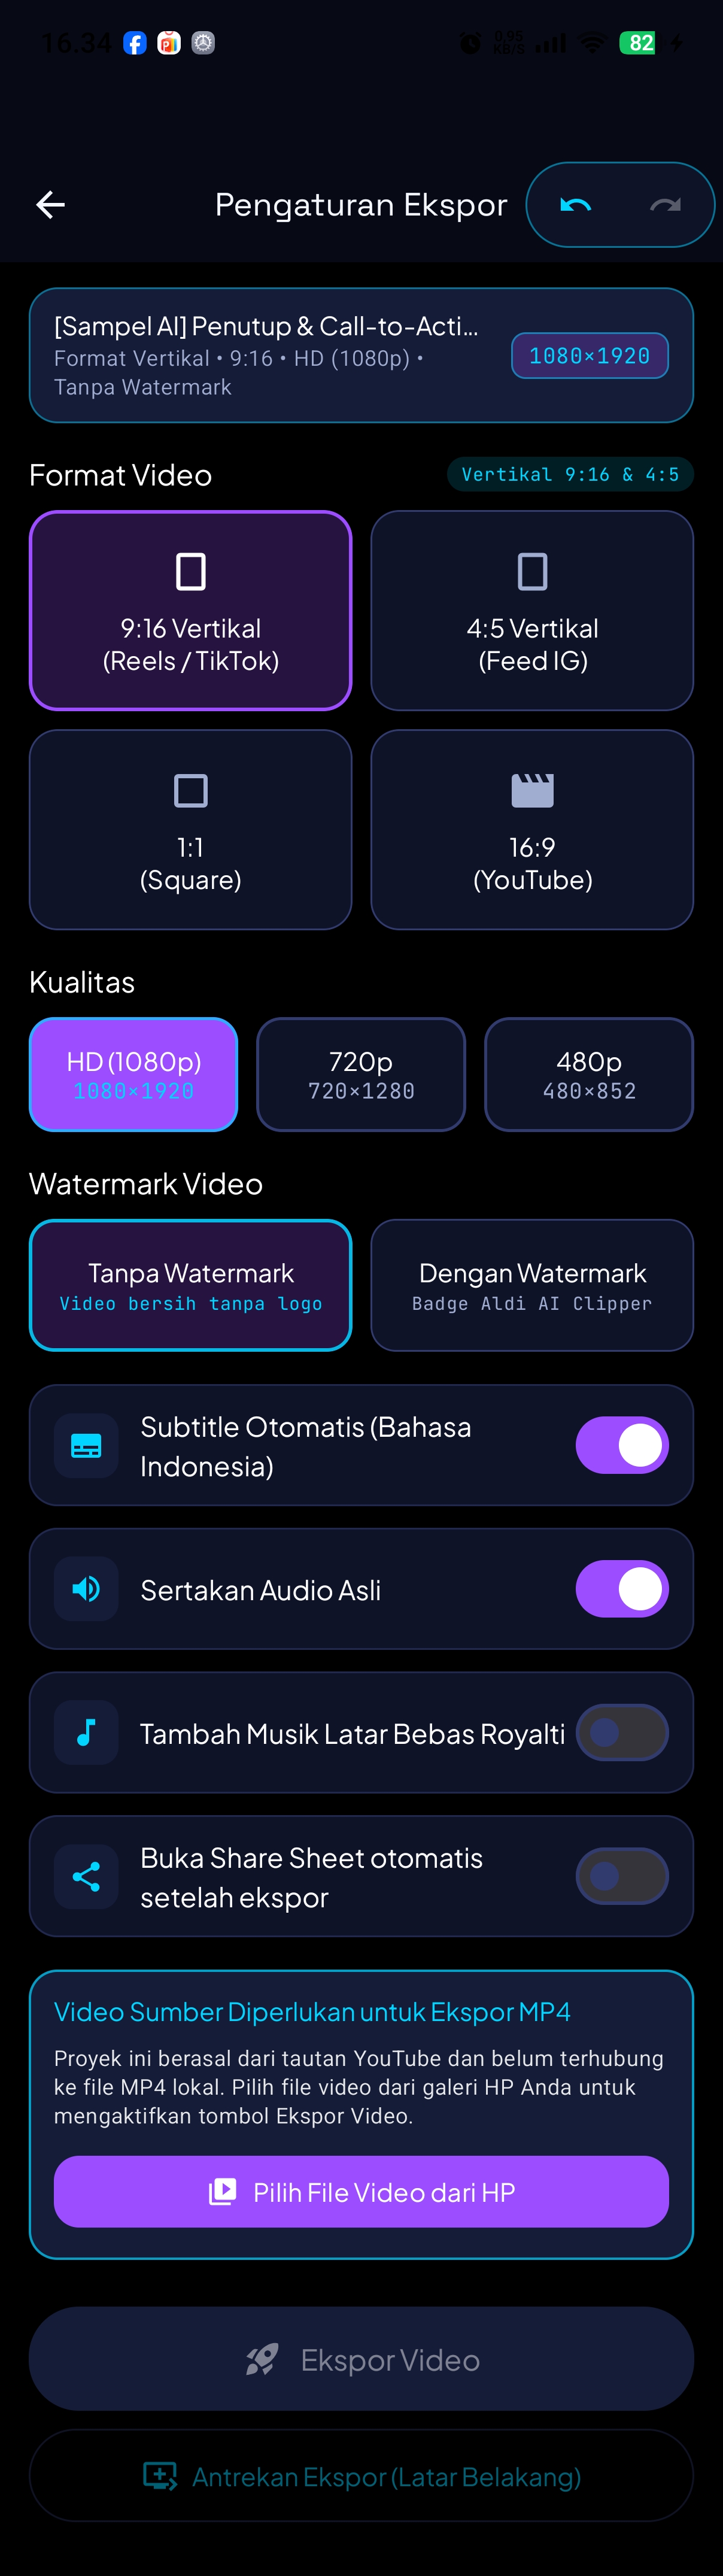 16.34
0.95
KB/S
82
Pengaturan Ekspor
[Sampel AI] Penutup & Call-to-Acti...
Format Vertikal • 9:16 • HD (1080p) •
Tanpa Watermark
1080×1920
Format Video
Vertikal 9:16 & 4:5
9:16 Vertikal
(Reels / TikTok)
4:5 Vertikal
(Feed IG)
1:1
(Square)
16:9
(YouTube)
Kualitas
HD (1080p)
1080×1920
720p
720×1280
480p
480×852
Watermark Video
Tanpa Watermark
Video bersih tanpa logo
Dengan Watermark
Badge Aldi AI Clipper
Subtitle Otomatis (Bahasa
Indonesia)
Sertakan Audio Asli
Tambah Musik Latar Bebas Royalti
Buka Share Sheet otomatis
setelah ekspor
Video Sumber Diperlukan untuk Ekspor MP4
Proyek ini berasal dari tautan YouTube dan belum terhubung
ke file MP4 lokal. Pilih file video dari galeri HP Anda untuk
mengaktifkan tombol Ekspor Video.
Pilih File Video dari HP
Ekspor Video
Antrekan Ekspor (Latar Belakang)